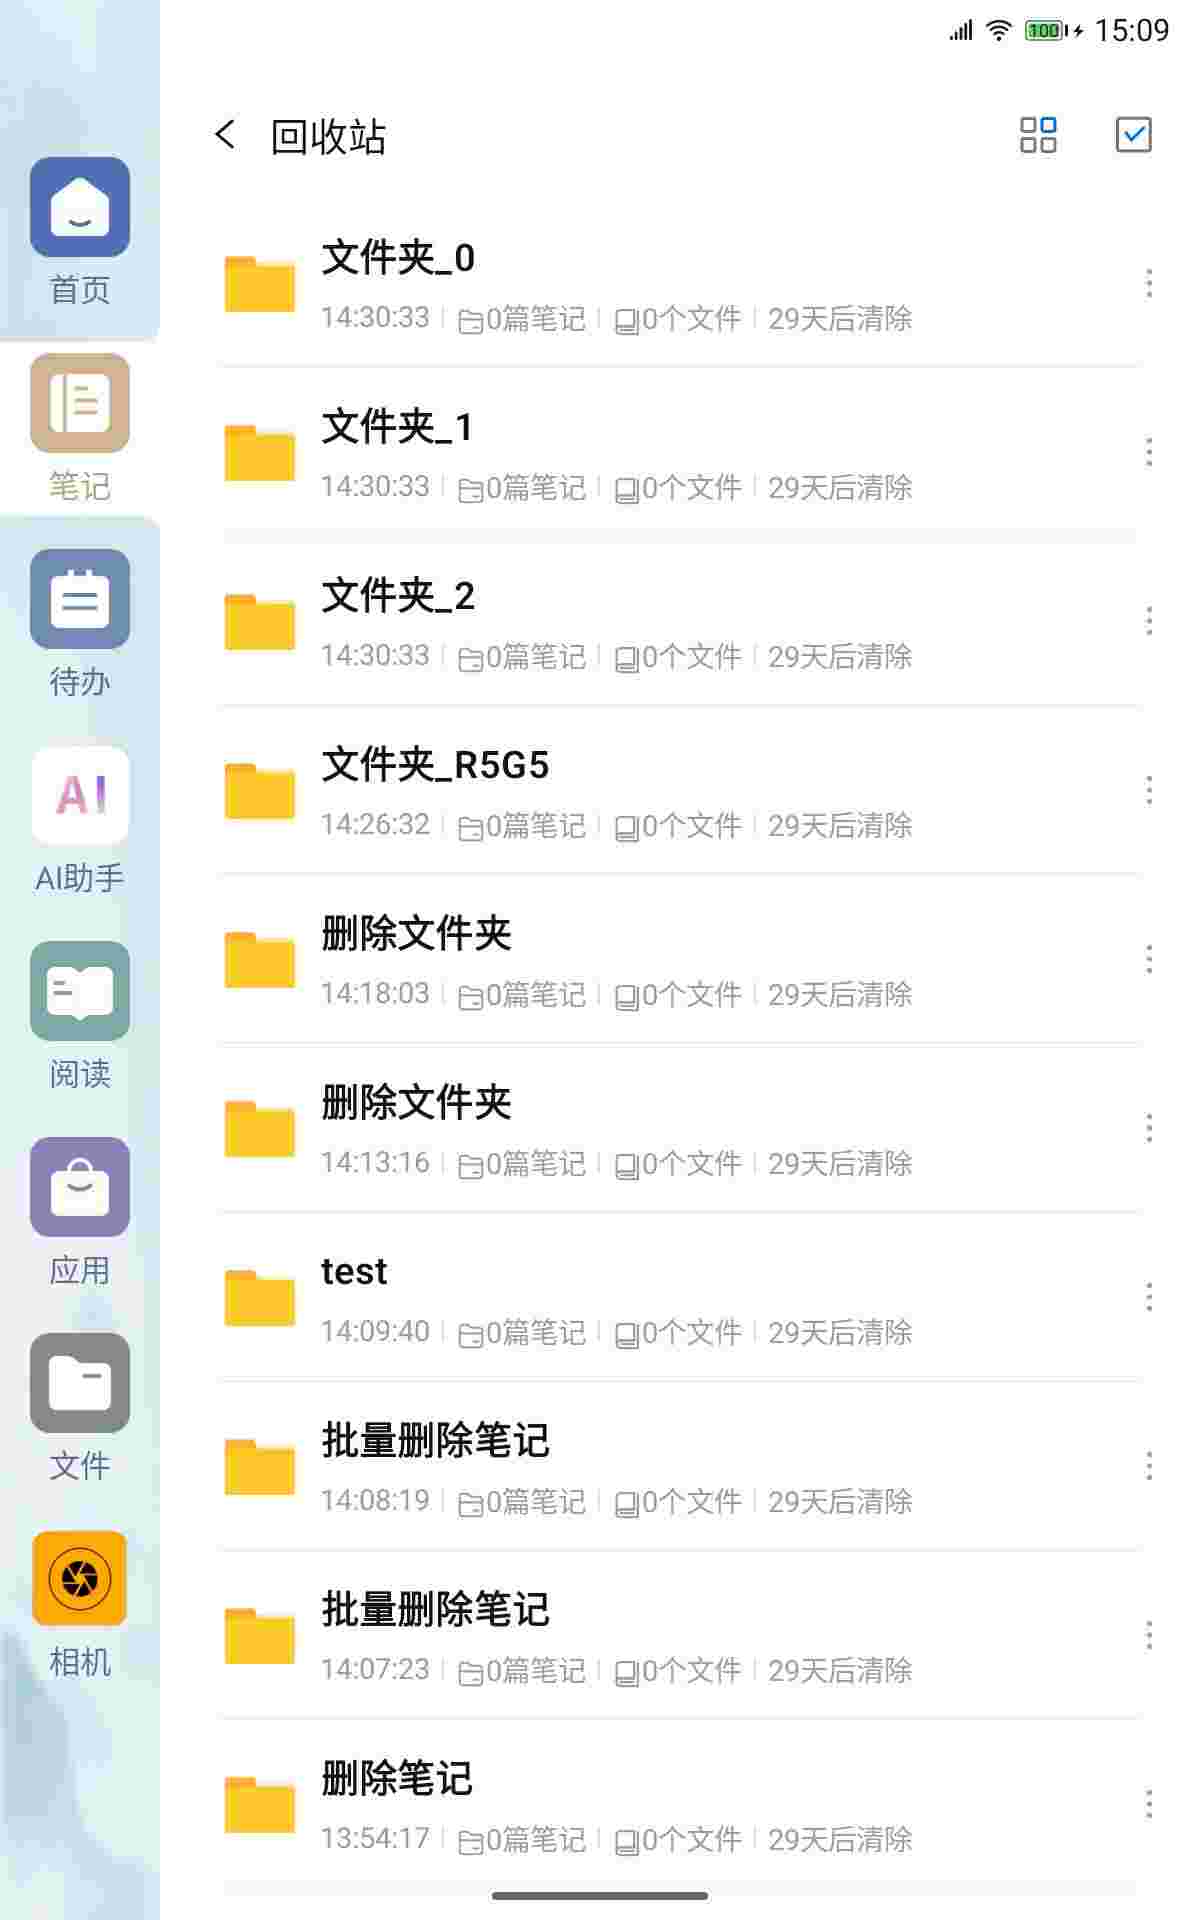 100 15:09
回收站
首页
笔记
待办
AI
AI助手
阅读
应用
文件
相机
文件夹_0
14:30:33 0篇笔记 0个文件 29天后清除
文件夹_1
14:30:33 0篇笔记 0个文件 29天后清除
文件夹_2
14:30:33 0篇笔记 0个文件 29天后清除
文件夹_R5G5
14:26:32 0篇笔记 0个文件 29天后清除
删除文件夹
14:18:03 0篇笔记 0个文件 29天后清除
删除文件夹
14:13:16 0篇笔记 0个文件 29天后清除
test
14:09:40 0篇笔记 0个文件 29天后清除
批量删除笔记
14:08:19 0篇笔记 0个文件 29天后清除
批量删除笔记
14:07:23 0篇笔记 0个文件 29天后清除
删除笔记
13:54:17 0篇笔记 0个文件 29天后清除